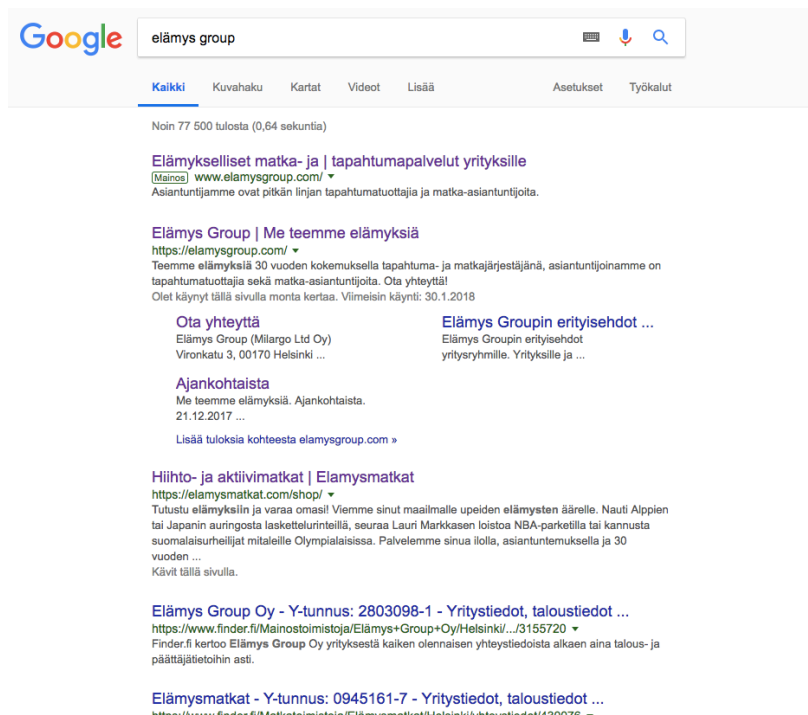 Google
elämys group
Kaikki Kuvahaku Kartat Videot Lisää Asetukset Työkalut
Noin 77 500 tulosta (0,64 sekuntia)
Elämykselliset matka- ja | tapahtumapalvelut yrityksille
Mainos www.elamysgroup.com/
Asiantuntijamme ovat pitkän linjan tapahtumatuottajia ja matka-asiantuntijoita.
Elämys Group | Me teemme elämyksiä
https://elamysgroup.com/
Teemme elämyksiä 30 vuoden kokemuksella tapahtuma- ja matkajärjestäjänä, asiantuntijoinamme on
tapahtumatuottajia sekä matka-asiantuntijoita. Ota yhteyttä!
Olet käynyt tällä sivulla monta kertaa. Viimeisin käynti: 30.1.2018
Ota yhteyttä
Elämys Group (Milargo Ltd Oy)
Vironkatu 3, 00170 Helsinki ...
Elämys Groupin erityisehdot ...
Elämys Groupin erityisehdot
yritysryhmille. Yrityksille ja ...
Ajankohtaista
Me teemme elämyksiä. Ajankohtaista.
21.12.2017 ...
Lisää tuloksia kohteesta elamysgroup.com »
Hiihto- ja aktiivimatkat | Elamysmatkat
https://elamysmatkat.com/shop/
Tutustu elämyksiin ja varaa omasi! Viemme sinut maailmalle upeiden elämysten äärelle. Nauti Alppien
tai Japanin auringosta laskettelurinteillä, seuraa Lauri Markkasen loistoa NBA-parketilla tai kannusta
suomalaisurheilijat mitaleille Olympialaisissa. Palvelemme sinua ilolla, asiantuntemuksella ja 30
vuoden ...
Kävit tällä sivulla.
Elämys Group Oy - Y-tunnus: 2803098-1 - Yritystiedot, taloustiedot ...
https://www.finder.fi/Mainostoimistoja/Elämys+Group+Oy/Helsinki/.../3155720
Finder.fi kertoo Elämys Group Oy yrityksestä kaiken olennaisen yhteystiedoista alkaen aina talous- ja
päättäjätietoihin asti.
Elämysmatkat - Y-tunnus: 0945161-7 - Yritystiedot, taloustiedot ...